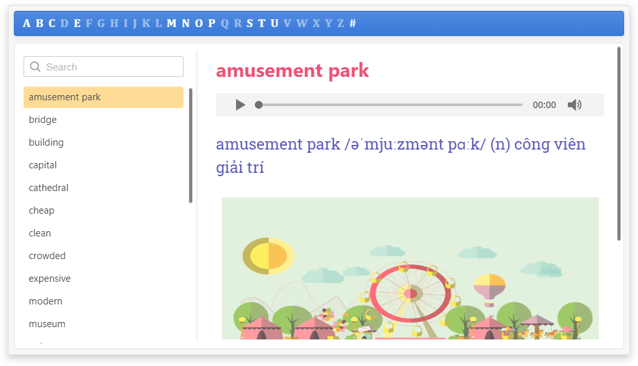 A B C D E F G H I J K L M N O P Q R S T U V W X Y Z #
Search
amusement park
bridge
building
capital
cathedral
cheap
clean
crowded
expensive
modern
museum
amusement park
00:00
amusement park /əˈmjuːzmənt pɑːk/ (n) công viên
giải trí